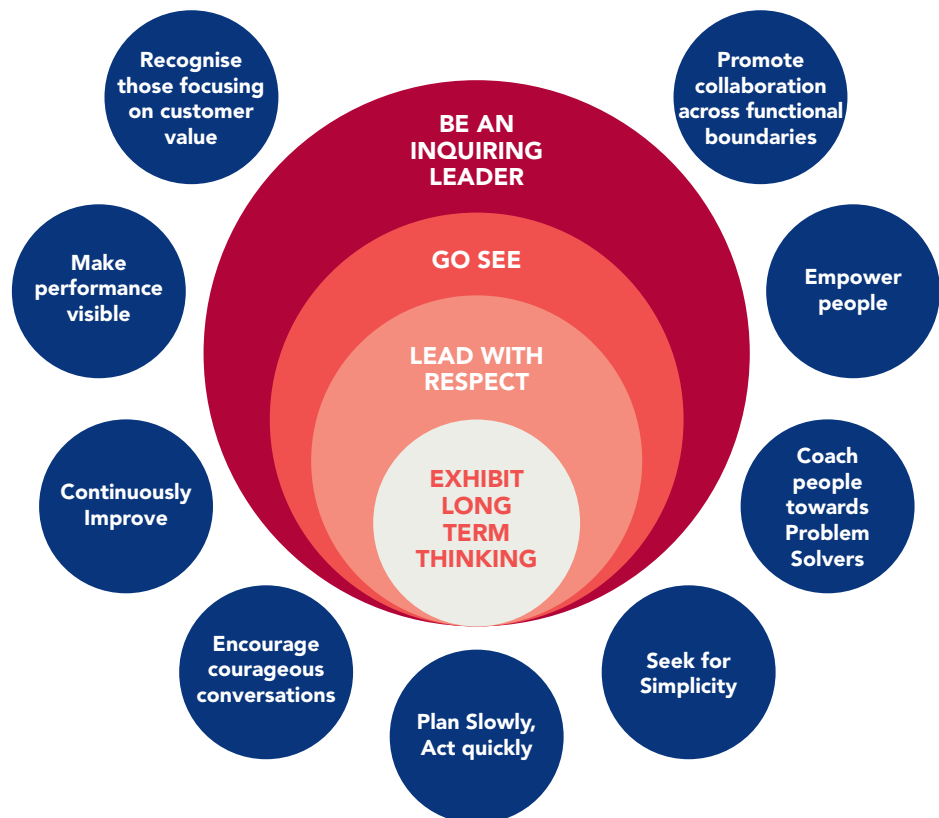 Recognise
those focusing
on customer
value
Promote
collaboration
across functional
boundaries
BE AN
INQUIRING
LEADER
GO SEE
Make
performance
visible
Empower
people
LEAD WITH
RESPECT
EXHIBIT
LONG
TERM
THINKING
Continuously
Improve
Coach
people
towards
Problem
Solvers
Encourage
courageous
conversations
Seek for
Simplicity
Plan Slowly,
Act quickly